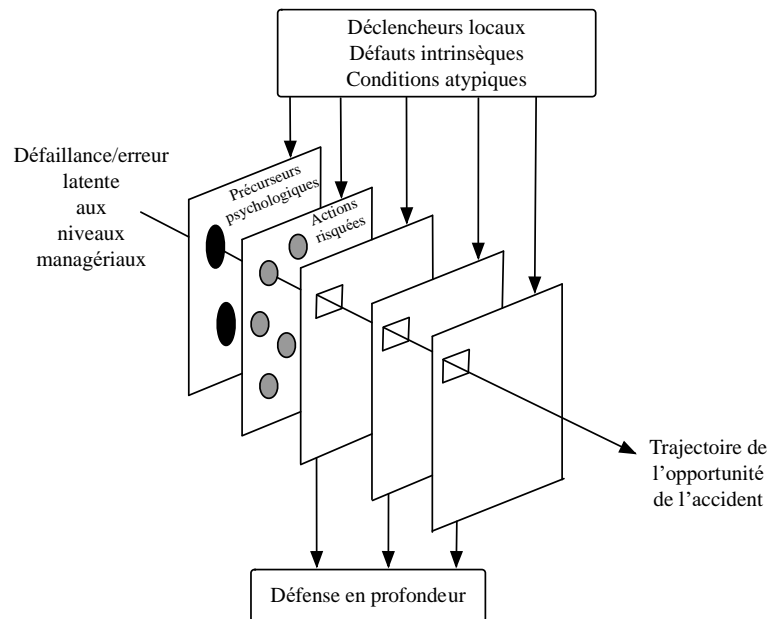 Déclencheurs locaux
Défauts intrinsèques
Conditions atypiques
Défaillance/erreur
latente
aux
niveaux
managériaux
Précurseurs
psychologiques
Actions
risquées
Trajectoire de
l’opportunité
de l’accident
Défense en profondeur